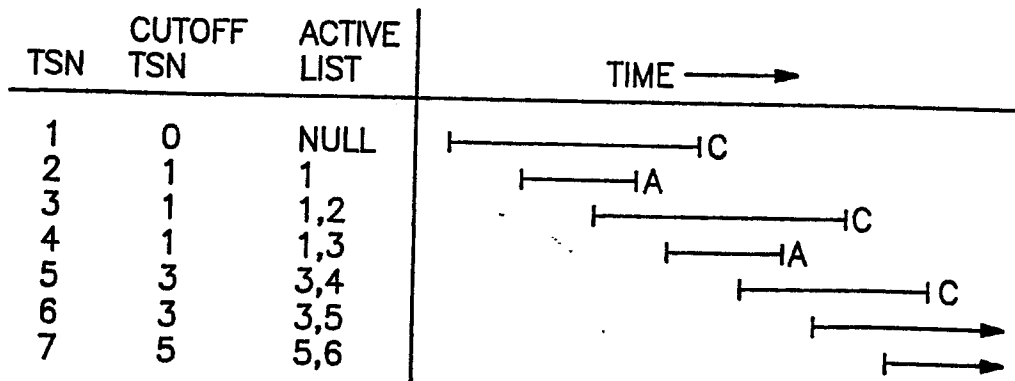 TSN CUTOFF TSN ACTIVE LIST TIME
1 0 NULL C
2 1 1 A
3 1 1,2 C
4 1 1,3 A
5 3 3,4 C
6 3 3,5
7 5 5,6